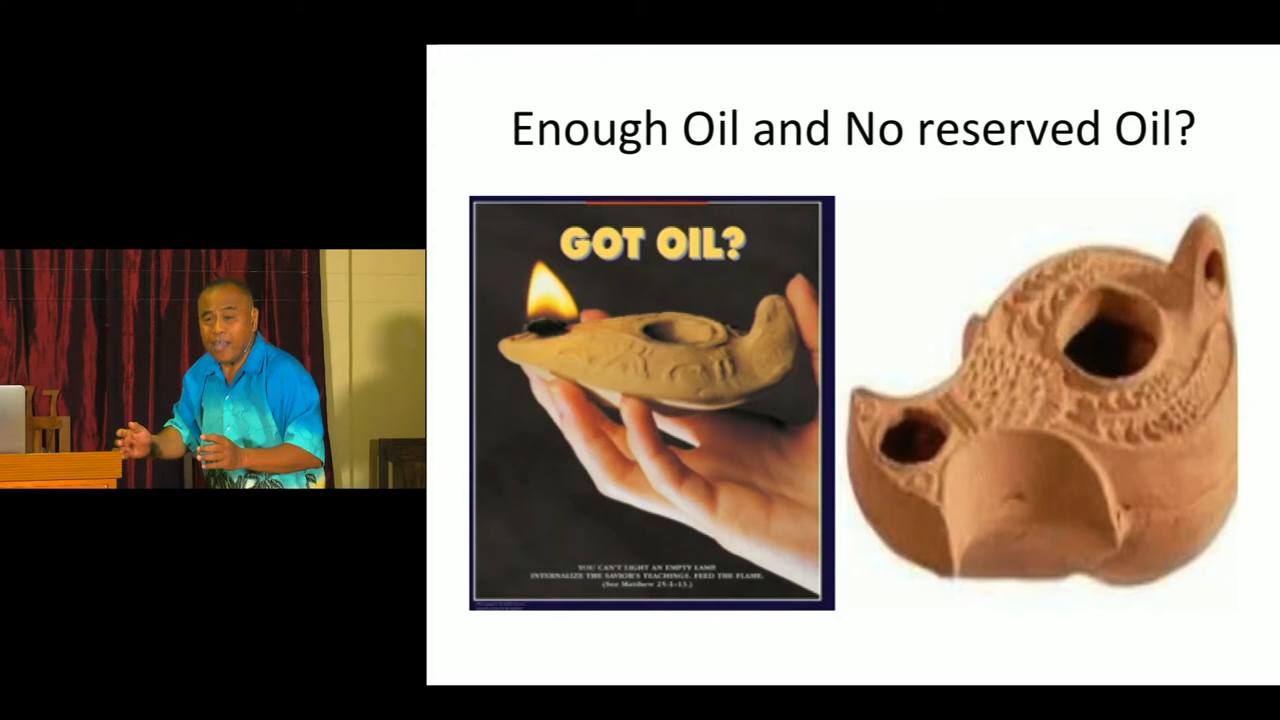 Enough Oil and No reserved Oil?
GOT OIL?
YOU CAN'T LIGHT AN EMPTY LAMP.
INTERNALIZE THE SAVIOR'S TEACHINGS. FEED THE FLAME.
(See Matthew 25:1–13.)